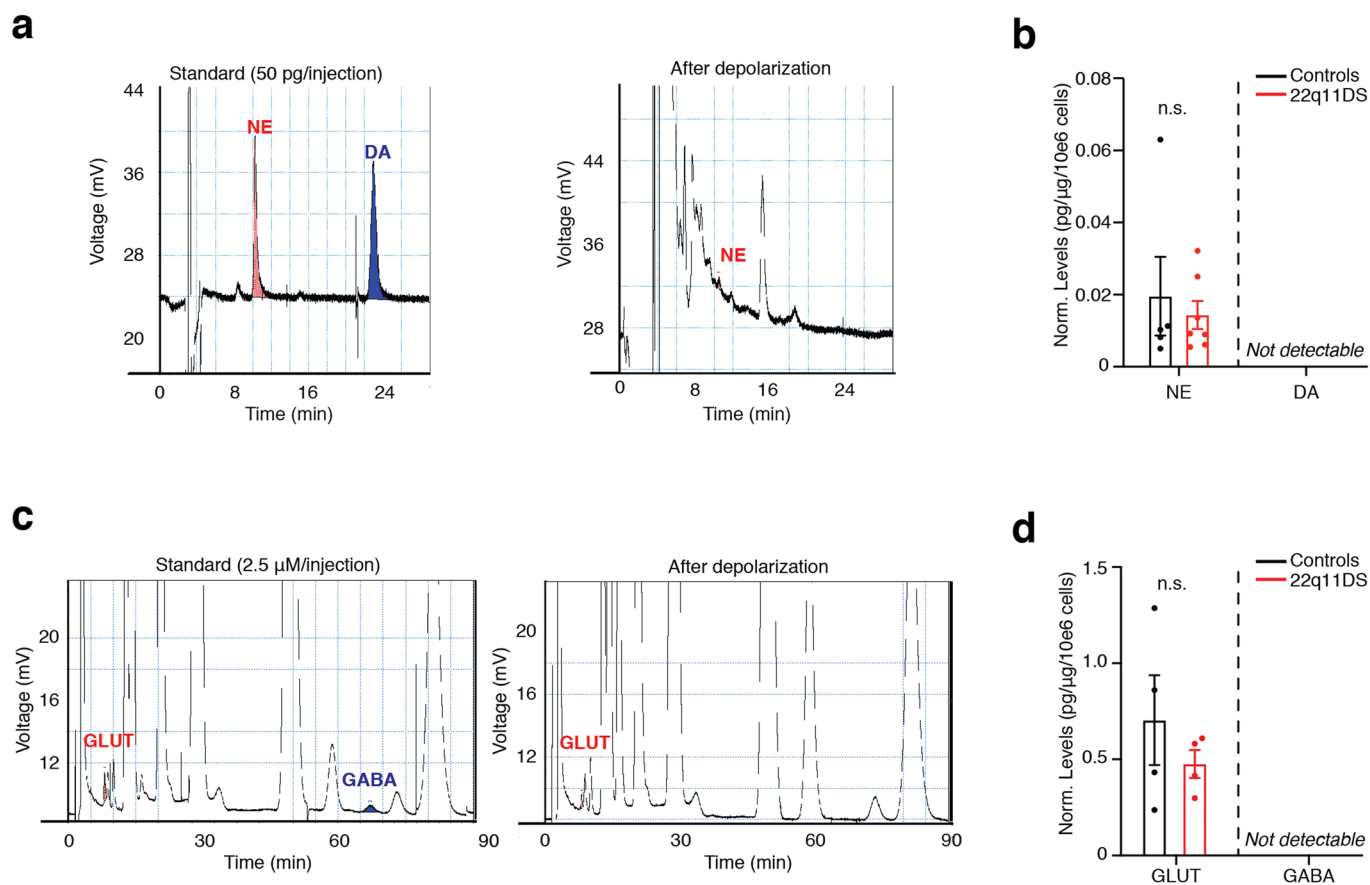 a
Standard (50 pg/injection)
Voltage (mV)
44
36
28
20
NE
DA
0 8 16 24
Time (min)
After depolarization
Voltage (mV)
44
36
28
NE
0 8 16 24
Time (min)
b
Norm. Levels (pg/µg/10e6 cells)
0.08
0.06
0.04
0.02
0
n.s.
Controls
22q11DS
Not detectable
NE DA
c
Standard (2.5 µM/injection)
Voltage (mV)
20
16
12
GLUT
GABA
0 30 60 90
Time (min)
After depolarization
Voltage (mV)
20
16
12
GLUT
0 30 60 90
Time (min)
d
Norm. Levels (pg/µg/10e6 cells)
1.5
1.0
0.5
0
n.s.
Controls
22q11DS
Not detectable
GLUT GABA